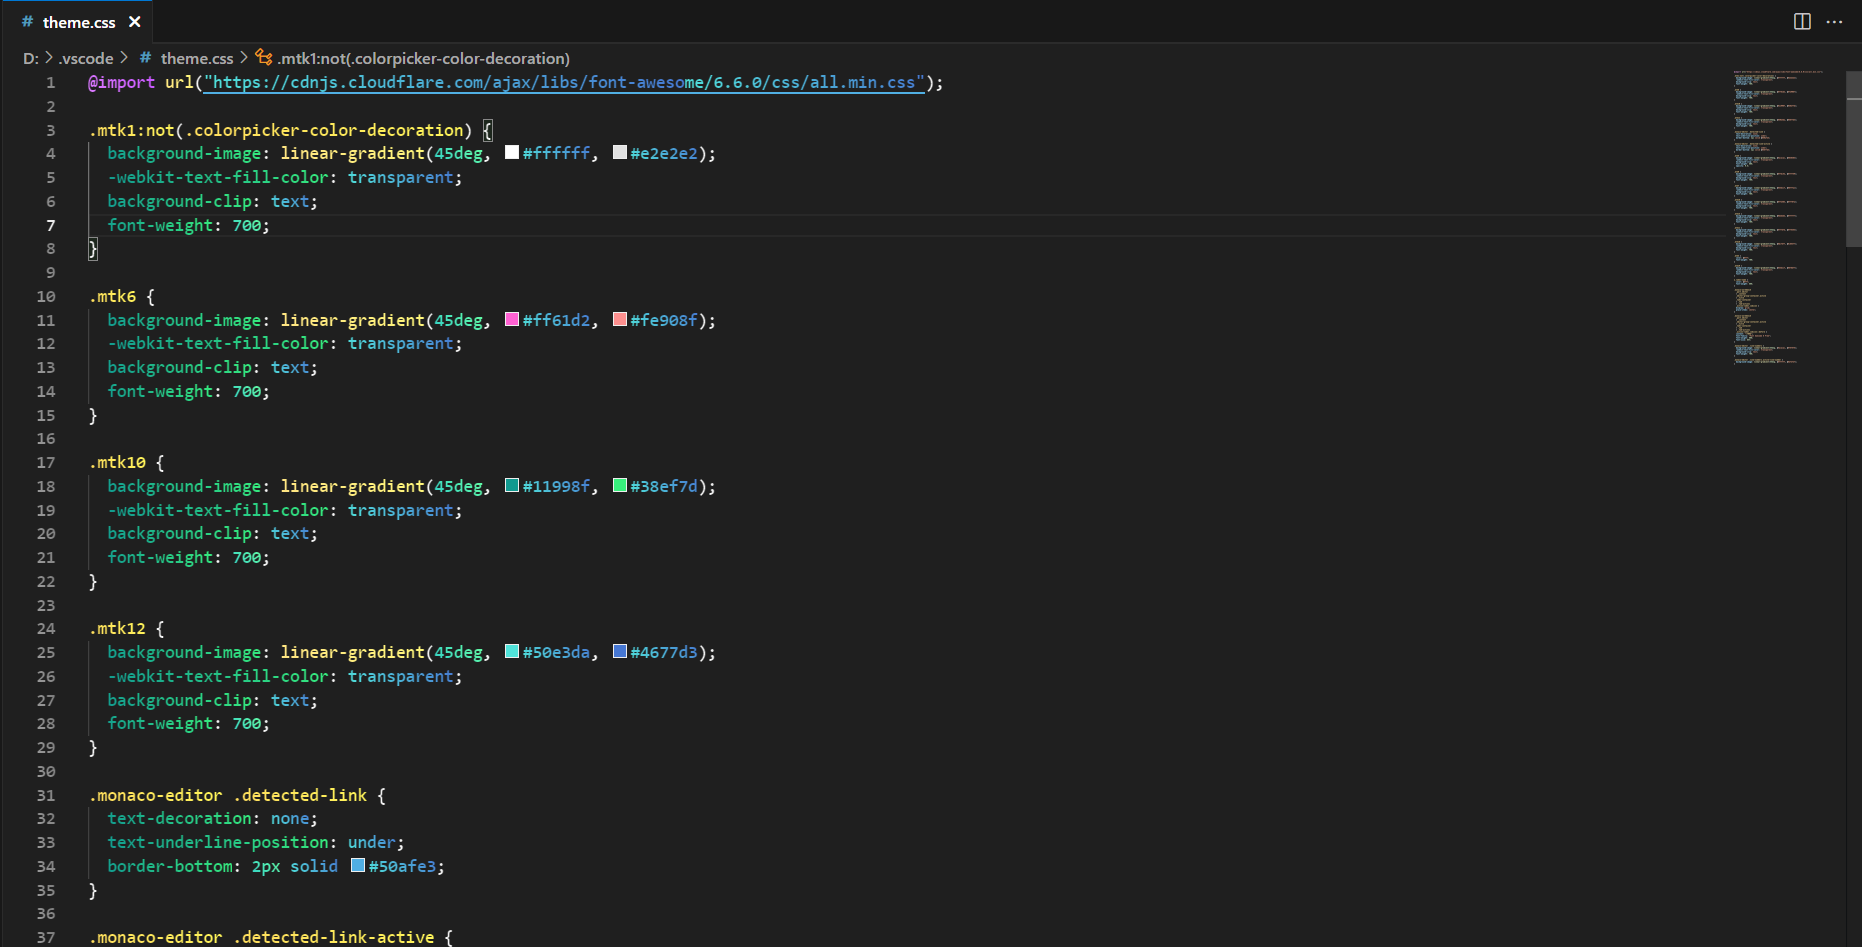 # theme.css ×
D: > .vscode > # theme.css > .mtk1:not(.colorpicker-color-decoration)
1 @import url("https://cdnjs.cloudflare.com/ajax/libs/font-awesome/6.6.0/css/all.min.css");
2
3 .mtk1:not(.colorpicker-color-decoration) {
4 background-image: linear-gradient(45deg, #ffffff, #e2e2e2);
5 -webkit-text-fill-color: transparent;
6 background-clip: text;
7 font-weight: 700;
8 }
9
10 .mtk6 {
11 background-image: linear-gradient(45deg, #ff61d2, #fe908f);
12 -webkit-text-fill-color: transparent;
13 background-clip: text;
14 font-weight: 700;
15 }
16
17 .mtk10 {
18 background-image: linear-gradient(45deg, #11998f, #38ef7d);
19 -webkit-text-fill-color: transparent;
20 background-clip: text;
21 font-weight: 700;
22 }
23
24 .mtk12 {
25 background-image: linear-gradient(45deg, #50e3da, #4677d3);
26 -webkit-text-fill-color: transparent;
27 background-clip: text;
28 font-weight: 700;
29 }
30
31 .monaco-editor .detected-link {
32 text-decoration: none;
33 text-underline-position: under;
34 border-bottom: 2px solid #50afe3;
35 }
36
37 .monaco-editor .detected-link-active {